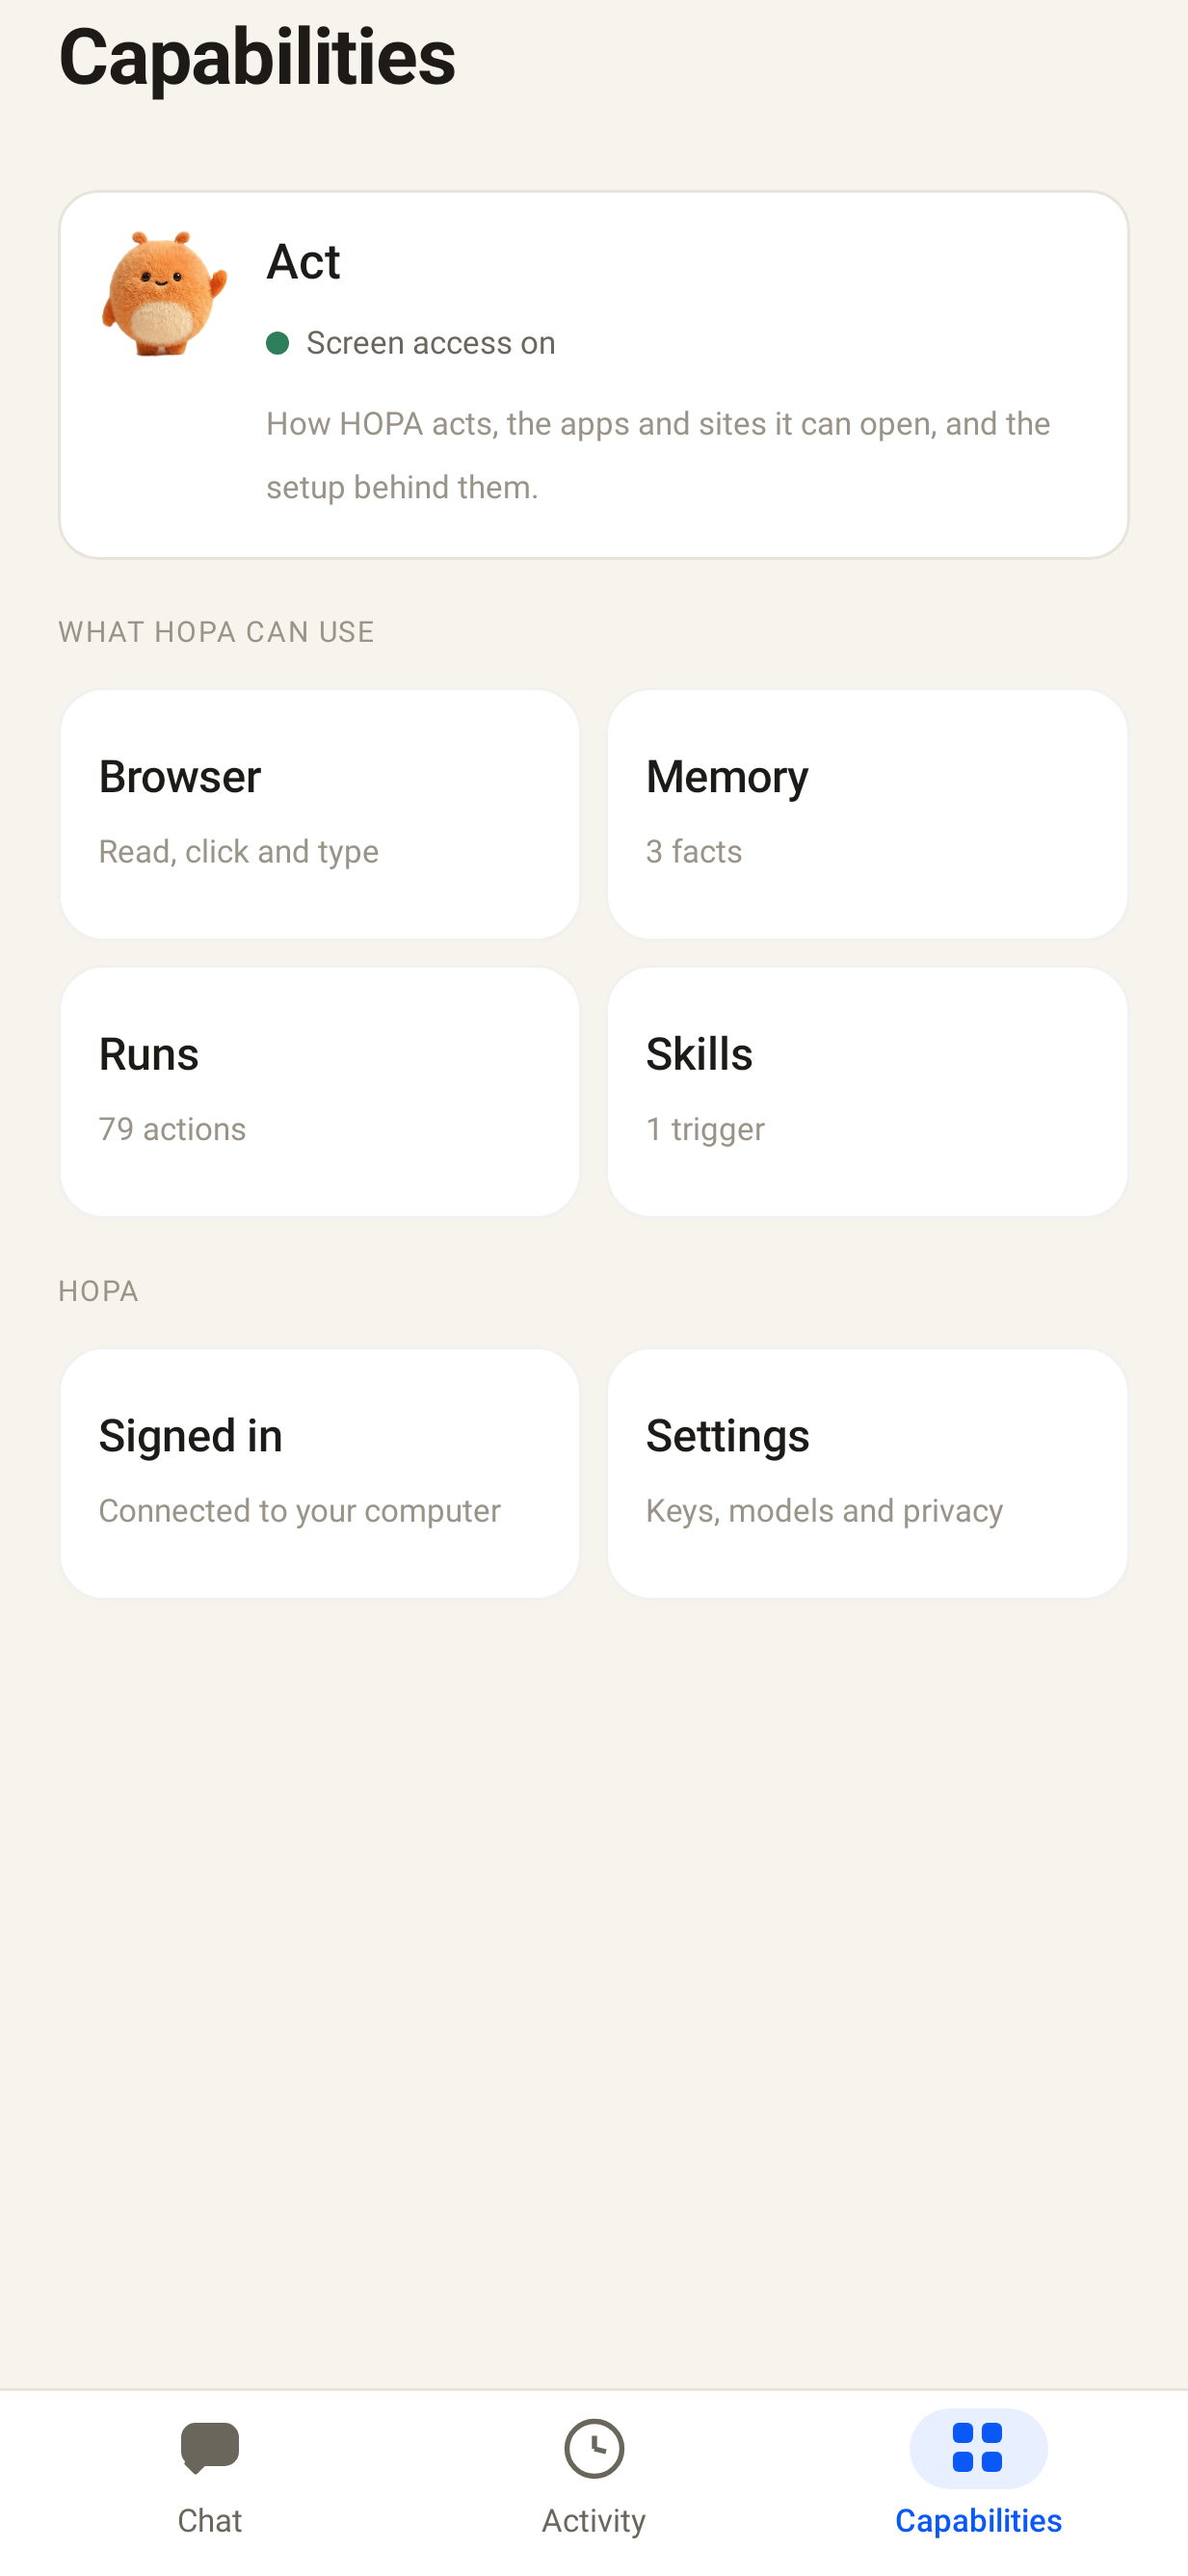 Capabilities
Act
Screen access on
How HOPA acts, the apps and sites it can open, and the
setup behind them.
WHAT HOPA CAN USE
Browser
Read, click and type
Memory
3 facts
Runs
79 actions
Skills
1 trigger
HOPA
Signed in
Connected to your computer
Settings
Keys, models and privacy
Chat
Activity
Capabilities